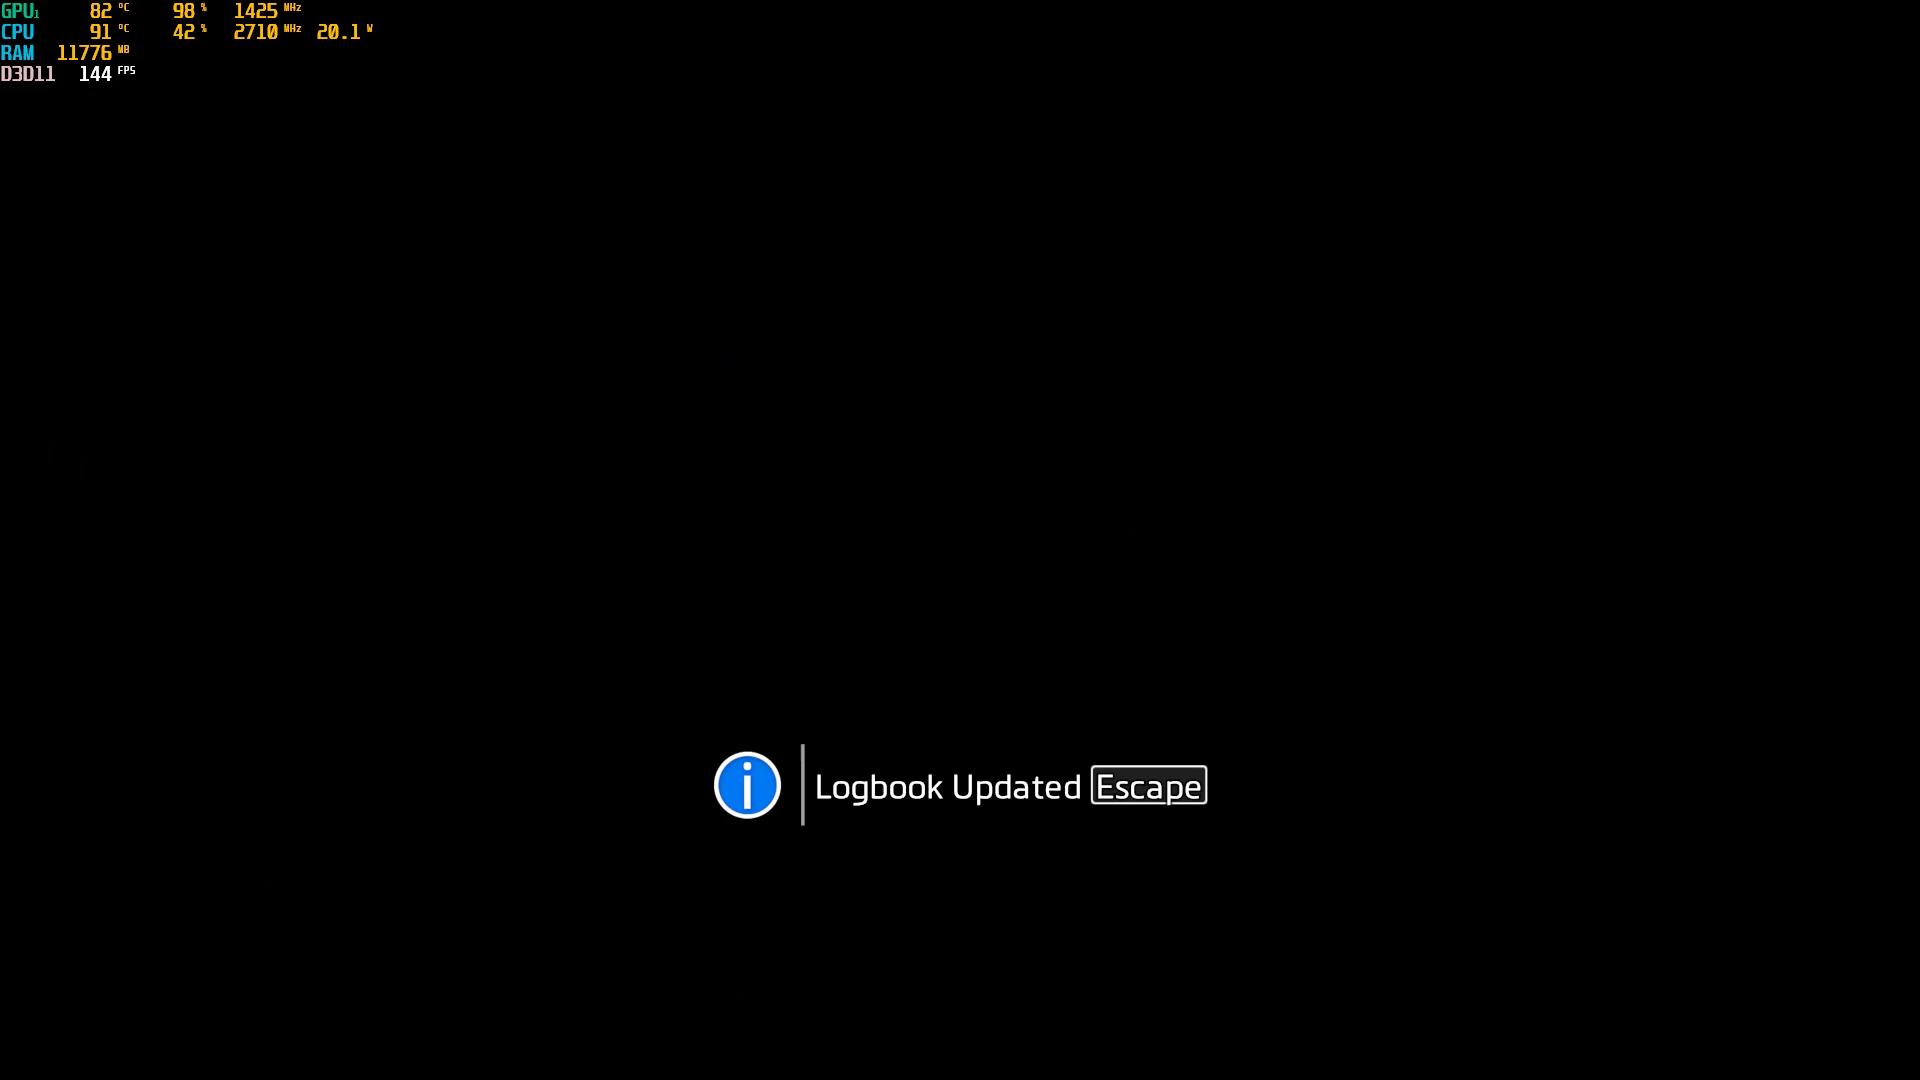 GPU1 82 °C 98 % 1425 MHz
CPU 91 °C 42 % 2710 MHz 20.1 W
RAM 11776 MB
D3D11 144 FPS
i Logbook Updated Escape